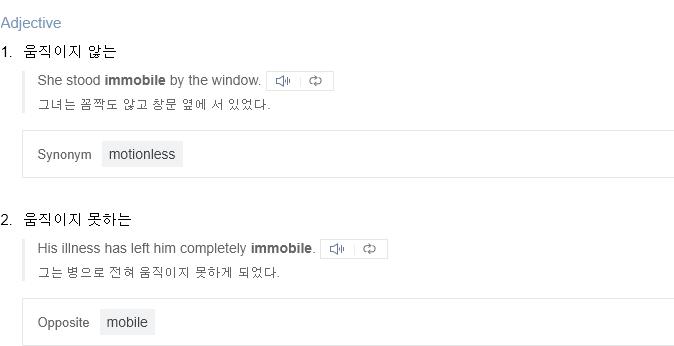 Adjective
1. 움직이지 않는
She stood immobile by the window.
그녀는 꼼짝도 않고 창문 옆에 서 있었다.
Synonym motionless
2. 움직이지 못하는
His illness has left him completely immobile.
그는 병으로 전혀 움직이지 못하게 되었다.
Opposite mobile